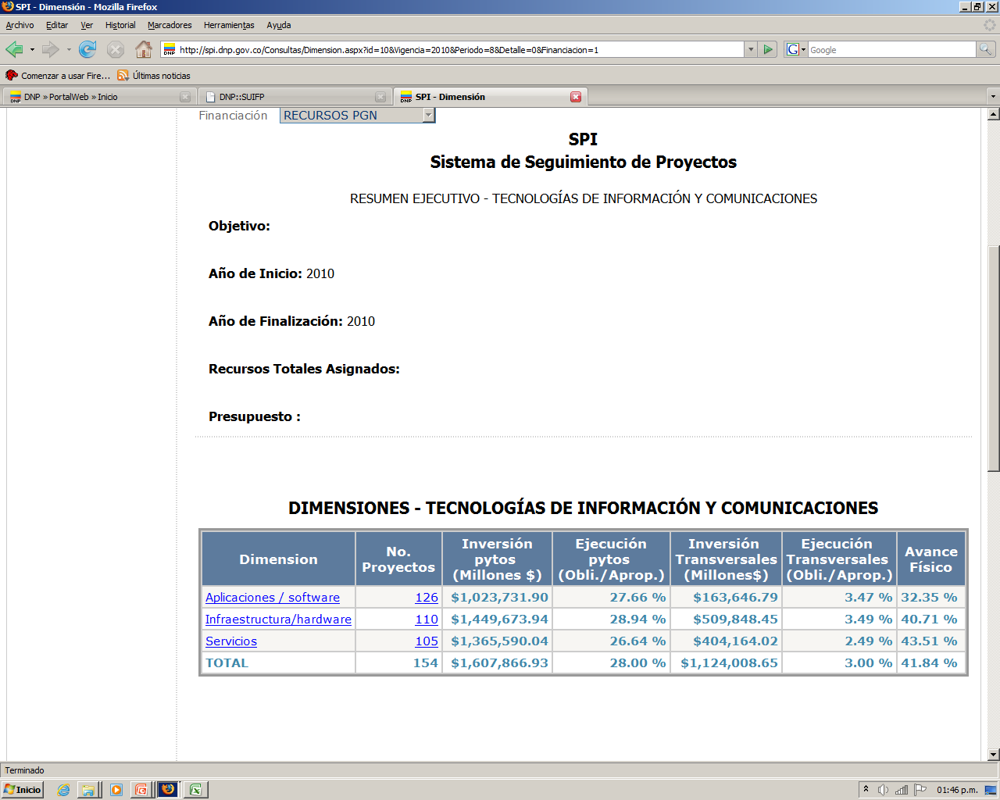 SPI - Dimensión - Mozilla Firefox
Archivo Editar Ver Historial Marcadores Herramientas Ayuda
http://spi.dnp.gov.co/Consultas/Dimension.aspx?id=10&Vigencia=2010&Periodo=8&Detalle=0&Financiacion=1
G Google
Comenzar a usar Fire... Últimas noticias
DNP » PortalWeb » Inicio DNP::SUIFP SPI - Dimensión
Financiación RECURSOS PGN
SPI
Sistema de Seguimiento de Proyectos
RESUMEN EJECUTIVO - TECNOLOGÍAS DE INFORMACIÓN Y COMUNICACIONES
Objetivo:
Año de Inicio: 2010
Año de Finalización: 2010
Recursos Totales Asignados:
Presupuesto :
DIMENSIONES - TECNOLOGÍAS DE INFORMACIÓN Y COMUNICACIONES
Dimension No. Proyectos Inversión pytos (Millones $) Ejecución pytos (Obli./Aprop.) Inversión Transversales (Millones$) Ejecución Transversales (Obli./Aprop.) Avance Físico
Aplicaciones / software 126 $1,023,731.90 27.66 % $163,646.79 3.47 % 32.35 %
Infraestructura/hardware 110 $1,449,673.94 28.94 % $509,848.45 3.49 % 40.71 %
Servicios 105 $1,365,590.04 26.64 % $404,164.02 2.49 % 43.51 %
TOTAL 154 $1,607,866.93 28.00 % $1,124,008.65 3.00 % 41.84 %
Terminado
Inicio 01:46 p.m.